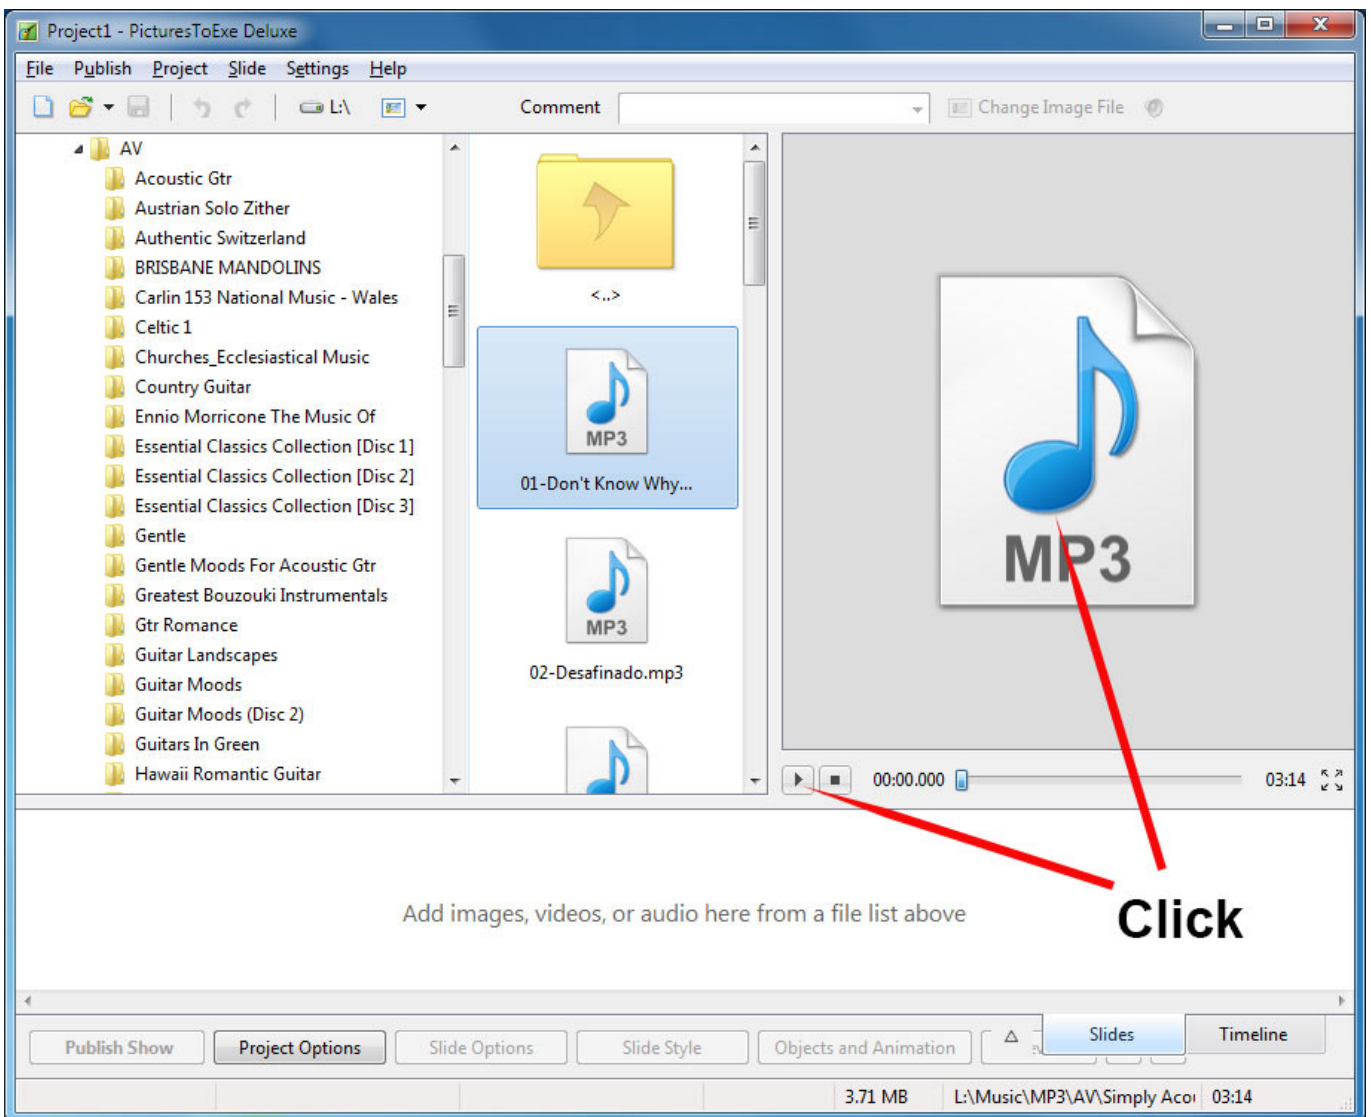 Project1 - PicturesToExe Deluxe
File Publish Project Slide Settings Help
L:\ Comment Change Image File
AV
Acoustic Gtr
Austrian Solo Zither
Authentic Switzerland
BRISBANE MANDOLINS
Carlin 153 National Music - Wales
Celtic 1
Churches_Ecclesiastical Music
Country Guitar
Ennio Morricone The Music Of
Essential Classics Collection [Disc 1]
Essential Classics Collection [Disc 2]
Essential Classics Collection [Disc 3]
Gentle
Gentle Moods For Acoustic Gtr
Greatest Bouzouki Instrumentals
Gtr Romance
Guitar Landscapes
Guitar Moods
Guitar Moods (Disc 2)
Guitars In Green
Hawaii Romantic Guitar
<..>
MP3
01-Don't Know Why...
MP3
02-Desafinado.mp3
MP3
00:00.000 03:14
Add images, videos, or audio here from a file list above
Click
Publish Show Project Options Slide Options Slide Style Objects and Animation Slides Timeline
3.71 MB L:\Music\MP3\AV\Simply Acou 03:14